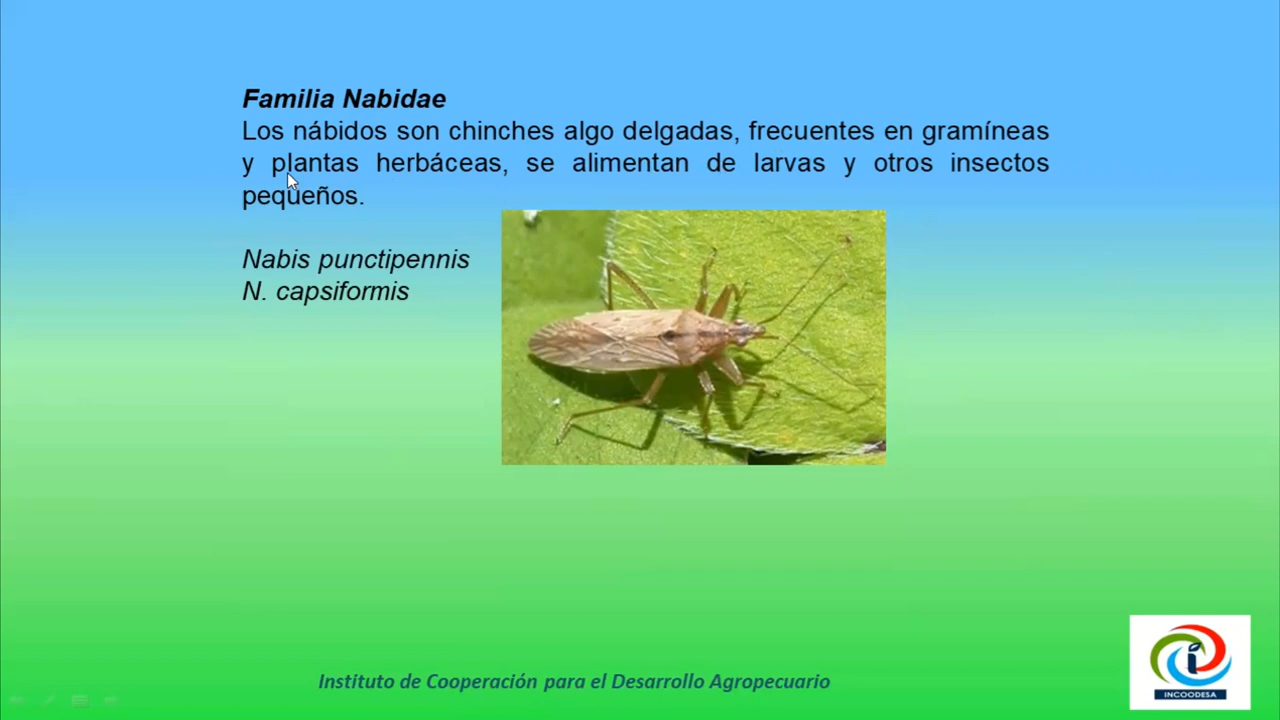 Familia Nabidae
Los nábidos son chinches algo delgadas, frecuentes en gramíneas
y plantas herbáceas, se alimentan de larvas y otros insectos
pequeños.
Nabis punctipennis
N. capsiformis
Instituto de Cooperación para el Desarrollo Agropecuario
INCOODESA